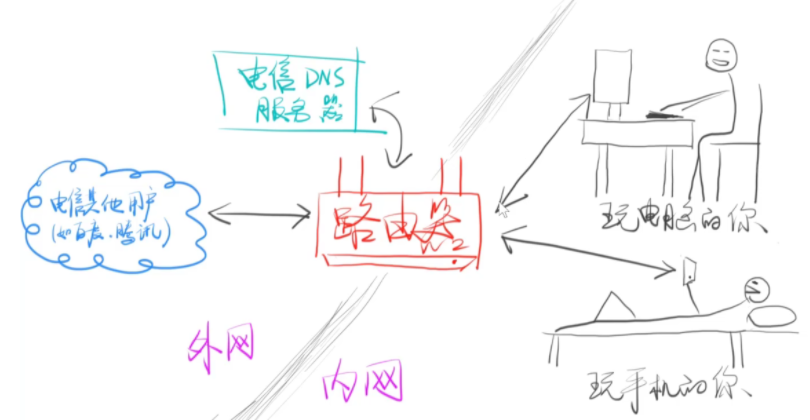 电信 DNS
服务器
电信其他用户
(如百度、腾讯)
路由器
玩电脑的你
玩手机的你
外网
内网